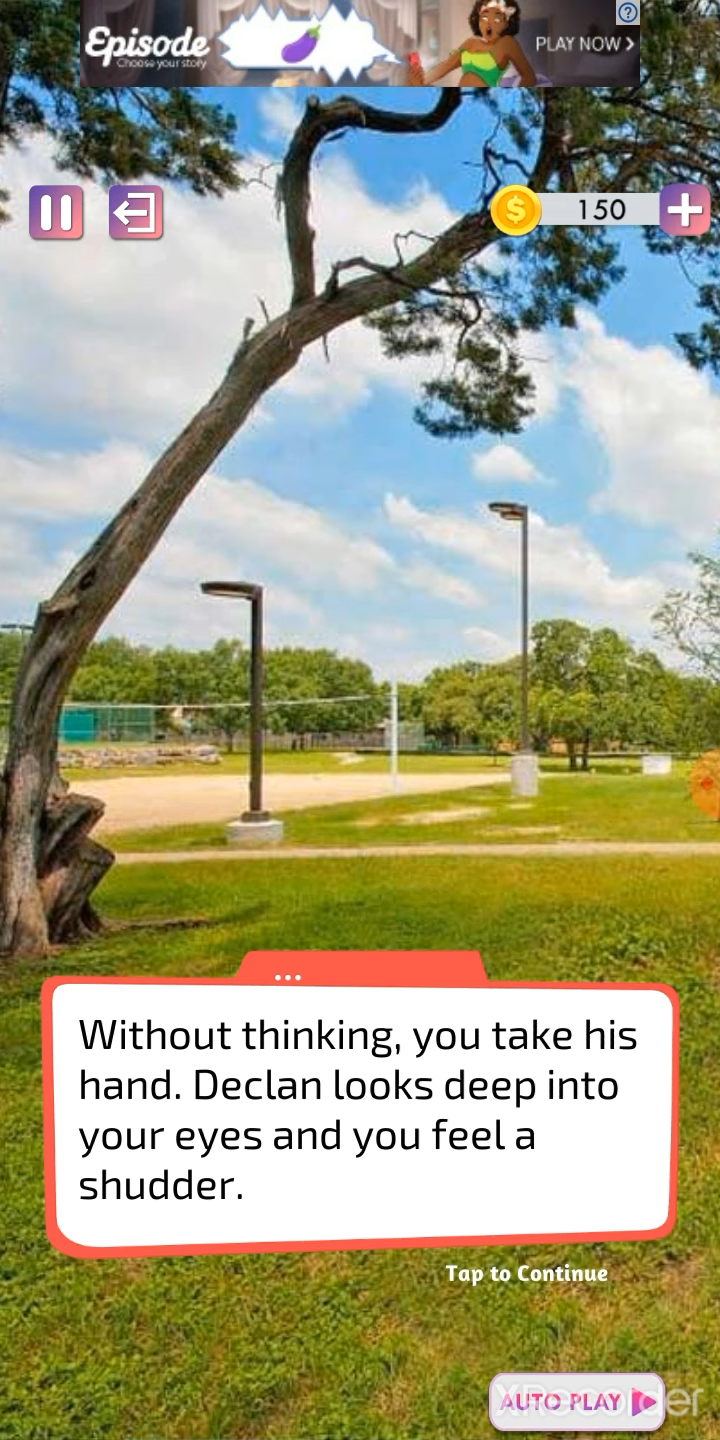 Episode
Choose your story
PLAY NOW
150
...
Without thinking, you take his
hand. Declan looks deep into
your eyes and you feel a
shudder.
Tap to Continue
AUTO PLAY
XRecorder